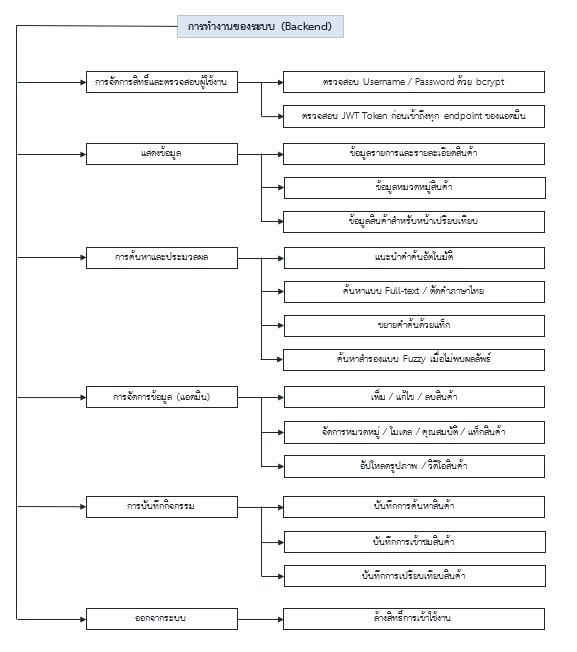 การทำงานของระบบ (Backend)
การจัดการสิทธิ์และตรวจสอบผู้ใช้งาน
ตรวจสอบ Username / Password ด้วย bcrypt
ตรวจสอบ JWT Token ก่อนเข้าถึงทุก endpoint ของแอดมิน
แสดงข้อมูล
ข้อมูลรายการและรายละเอียดสินค้า
ข้อมูลหมวดหมู่สินค้า
ข้อมูลสินค้าสำหรับหน้าเปรียบเทียบ
การค้นหาและประมวลผล
แนะนำคำค้นอัตโนมัติ
ค้นหาแบบ Full-text / ตัดคำภาษาไทย
ขยายคำค้นด้วยแท็ก
ค้นหาสำรองแบบ Fuzzy เมื่อไม่พบผลลัพธ์
การจัดการข้อมูล (แอดมิน)
เพิ่ม / แก้ไข / ลบสินค้า
จัดการหมวดหมู่ / โมเดล / คุณสมบัติ / แท็กสินค้า
อัปโหลดรูปภาพ / วิดีโอสินค้า
การบันทึกกิจกรรม
บันทึกการค้นหาสินค้า
บันทึกการเข้าชมสินค้า
บันทึกการเปรียบเทียบสินค้า
ออกจากระบบ
ล้างสิทธิ์การเข้าใช้งาน